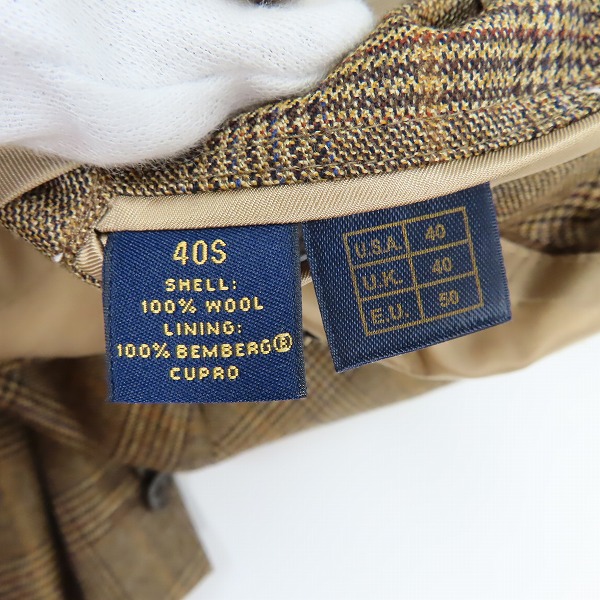 40S
SHELL:
100% WOOL
LINING:
100% BEMBERG®
CUPRO
U.S.A. 40
U.K. 40
E.U. 50